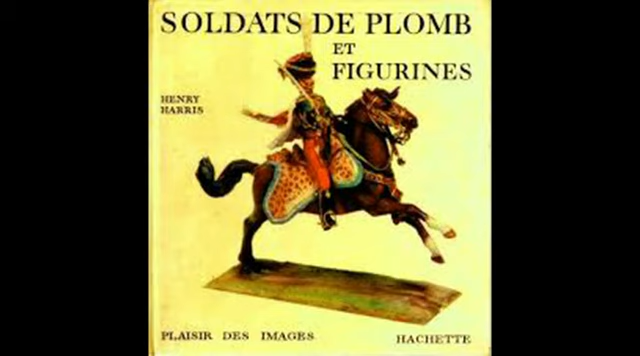 SOLDATS DE PLOMB
ET
FIGURINES
HENRY
HARRIS
PLAISIR DES IMAGES
HACHETTE